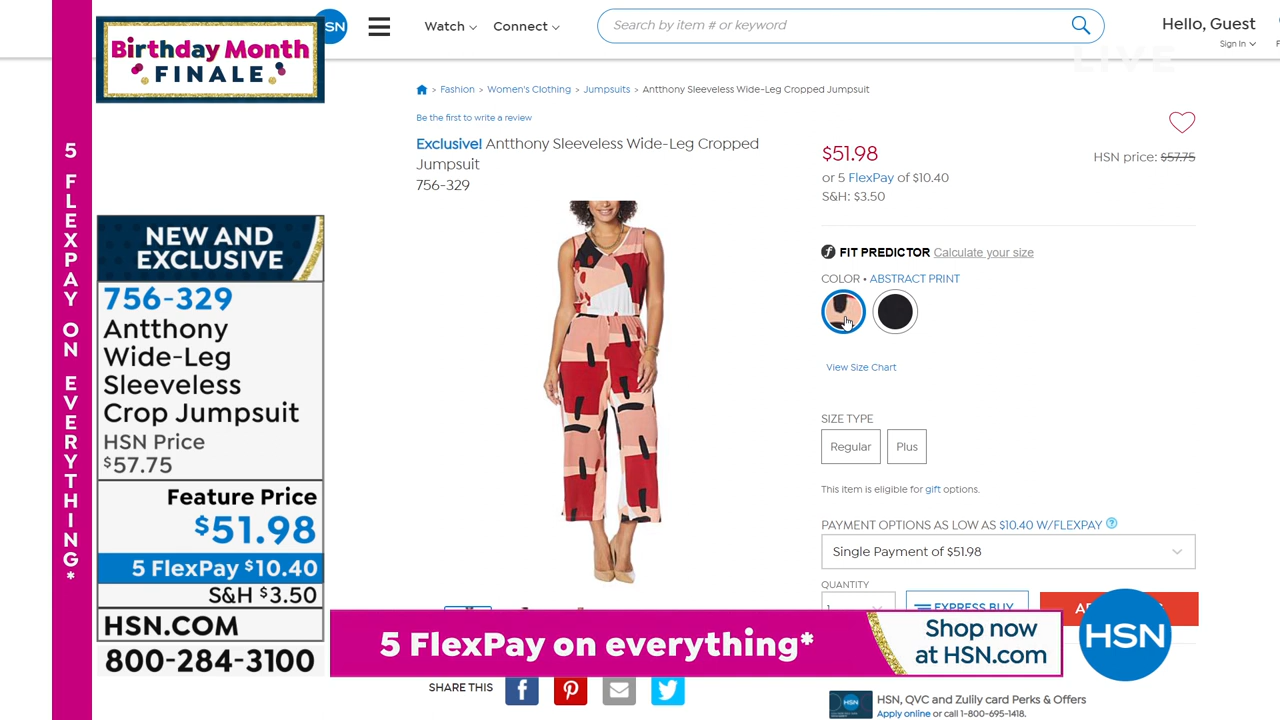 Birthday Month
FINALE
5 FLEXPAY ON EVERYTHING*
NEW AND
EXCLUSIVE
756-329
Antthony
Wide-Leg
Sleeveless
Crop Jumpsuit
HSN Price
$57.75
Feature Price
$51.98
5 FlexPay $10.40
S&H $3.50
HSN.COM
800-284-3100
Watch
Connect
Search by item # or keyword
Hello, Guest
Sign In
LIVE
Fashion > Women's Clothing > Jumpsuits > Antthony Sleeveless Wide-Leg Cropped Jumpsuit
Be the first to write a review
Exclusive! Antthony Sleeveless Wide-Leg Cropped
Jumpsuit
756-329
$51.98
HSN price: $57.75
or 5 FlexPay of $10.40
S&H: $3.50
FIT PREDICTOR Calculate your size
COLOR • ABSTRACT PRINT
View Size Chart
SIZE TYPE
Regular
Plus
This item is eligible for gift options.
PAYMENT OPTIONS AS LOW AS $10.40 W/FLEXPAY ?
Single Payment of $51.98
QUANTITY
1
EXPRESS BUY
5 FlexPay on everything*
Shop now
at HSN.com
HSN
SHARE THIS
HSN, QVC and Zulily card Perks & Offers
Apply online or call 1-800-695-1418.